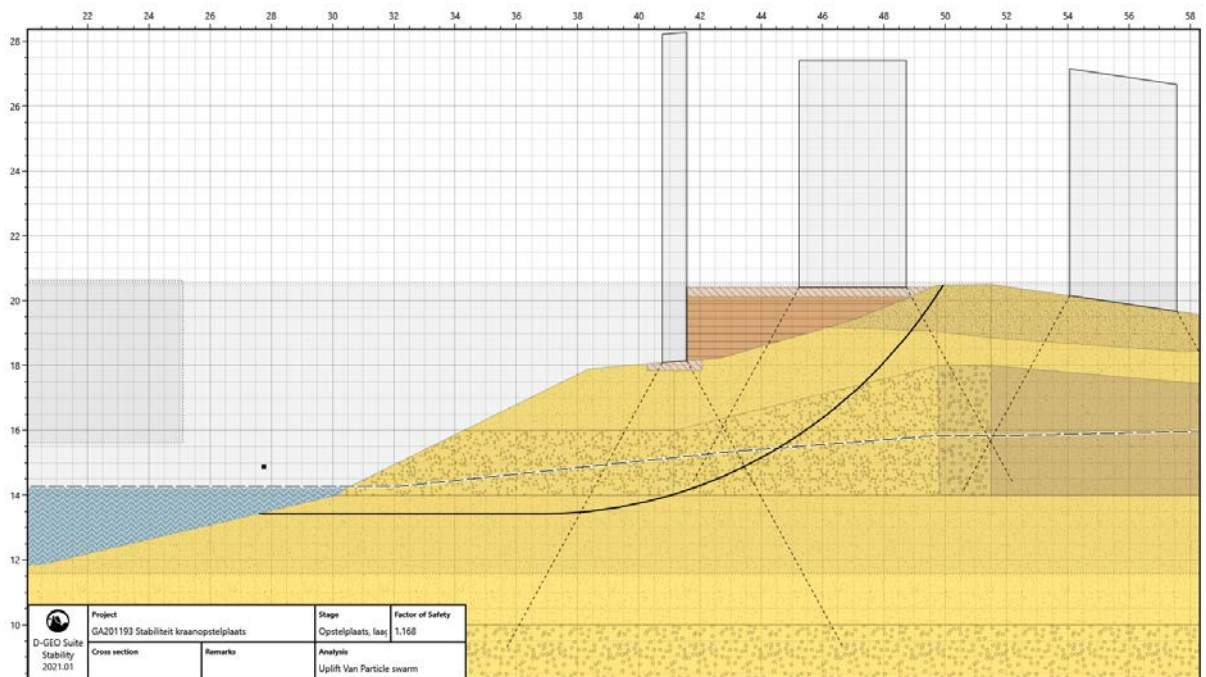 22 24 26 28 30 32 34 36 38 40 42 44 46 48 50 52 54 56 58
28
26
24
22
20
18
16
14
12
10
D-GEO Suite
Stability
2021.01
Project
GA201193 Stabiliteit kraanopstelplaats
Stage
Opstelplaats, laag
Factor of Safety
1.168
Cross section
Remarks
Analysis
Uplift Van Particle swarm